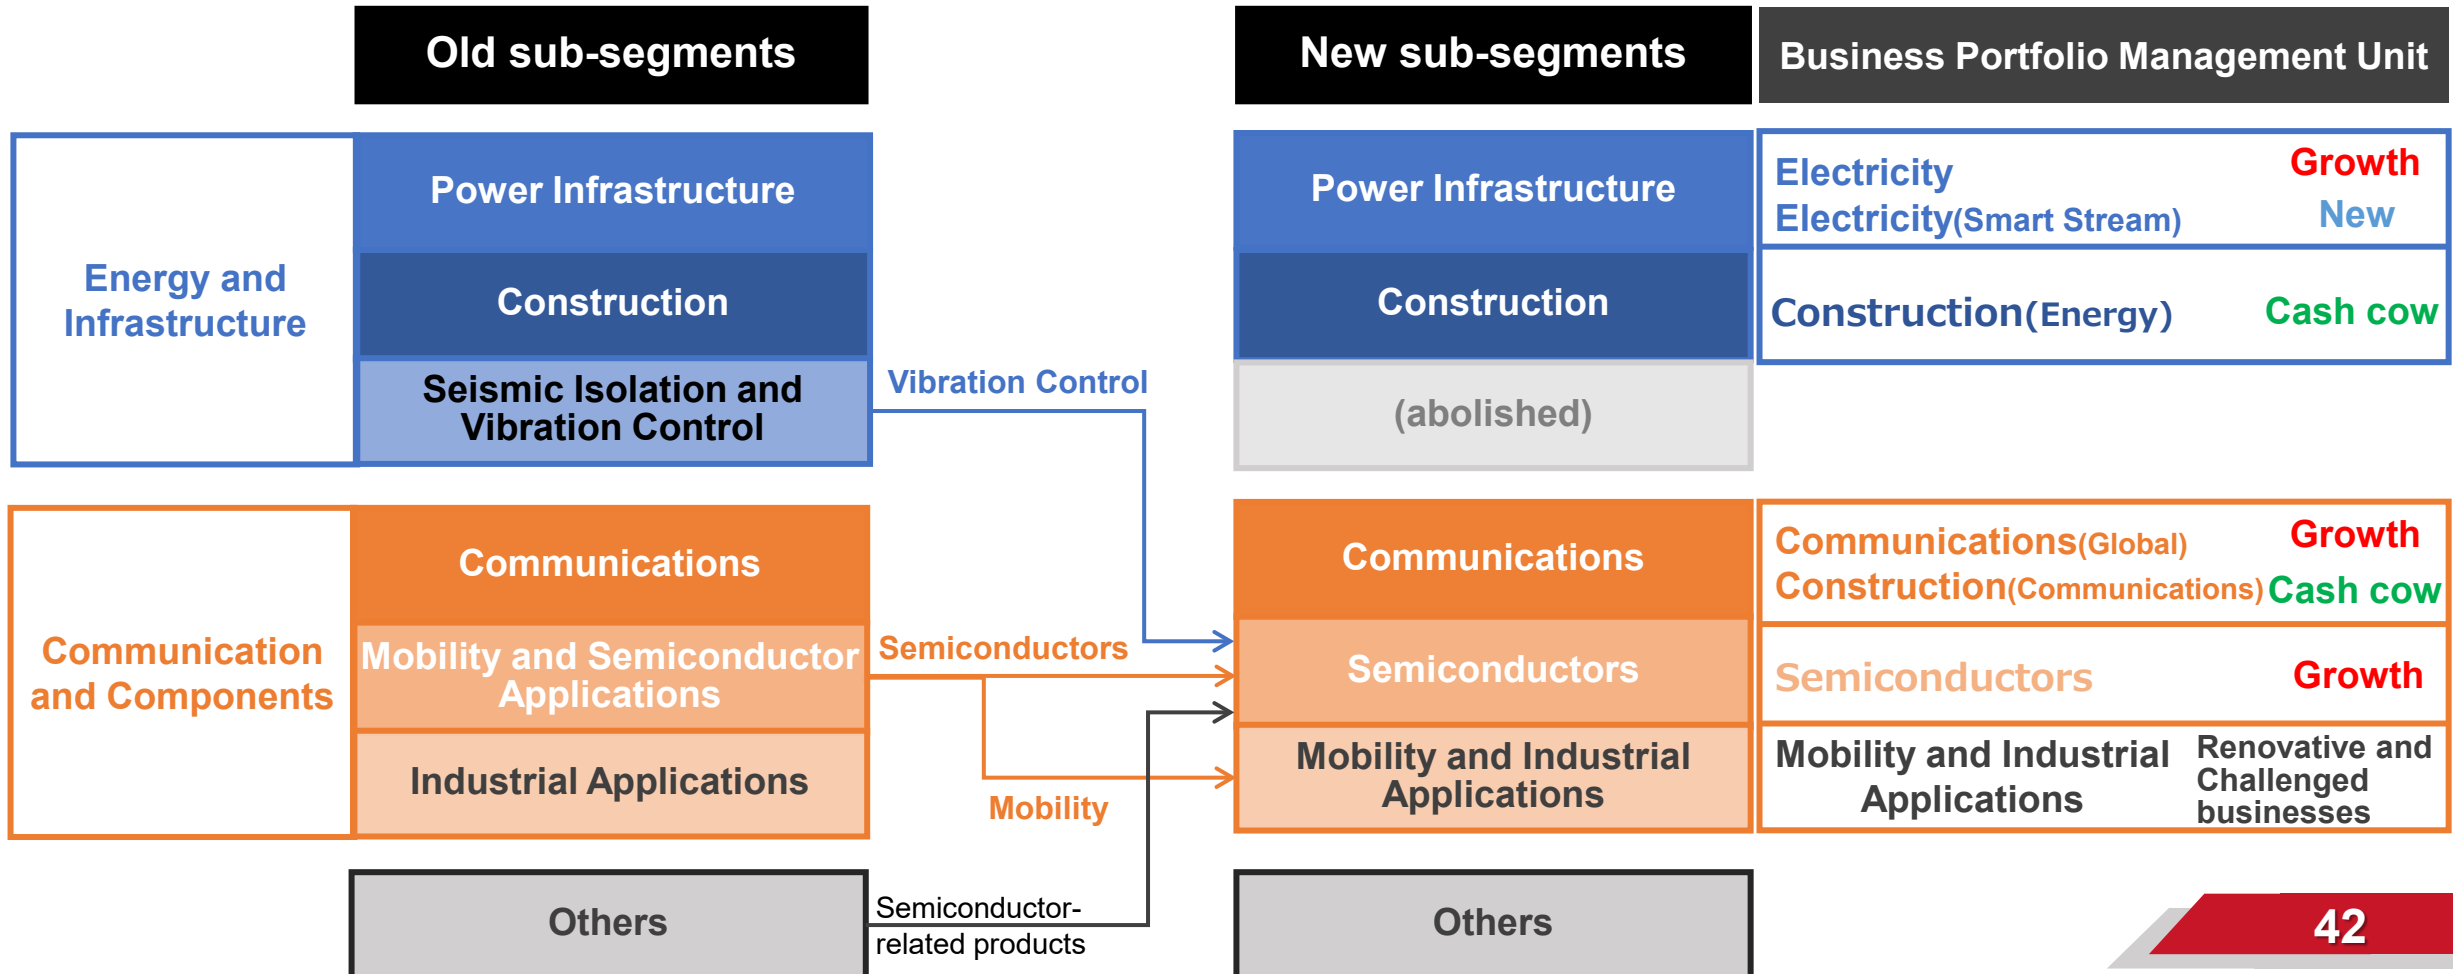 Old sub-segments
New sub-segments
Business Portfolio Management Unit
Energy and
Infrastructure
Power Infrastructure
Construction
Seismic Isolation and
Vibration Control
Vibration Control
Power Infrastructure
Construction
(abolished)
Electricity
Growth
Electricity(Smart Stream)
New
Construction(Energy)
Cash cow
Communication
and Components
Communications
Mobility and Semiconductor
Applications
Industrial Applications
Semiconductors
Mobility
Communications
Semiconductors
Mobility and Industrial
Applications
Communications(Global)
Growth
Construction(Communications)
Cash cow
Semiconductors
Growth
Mobility and Industrial
Applications
Renovative and
Challenged
businesses
Others
Semiconductor-
related products
Others
42